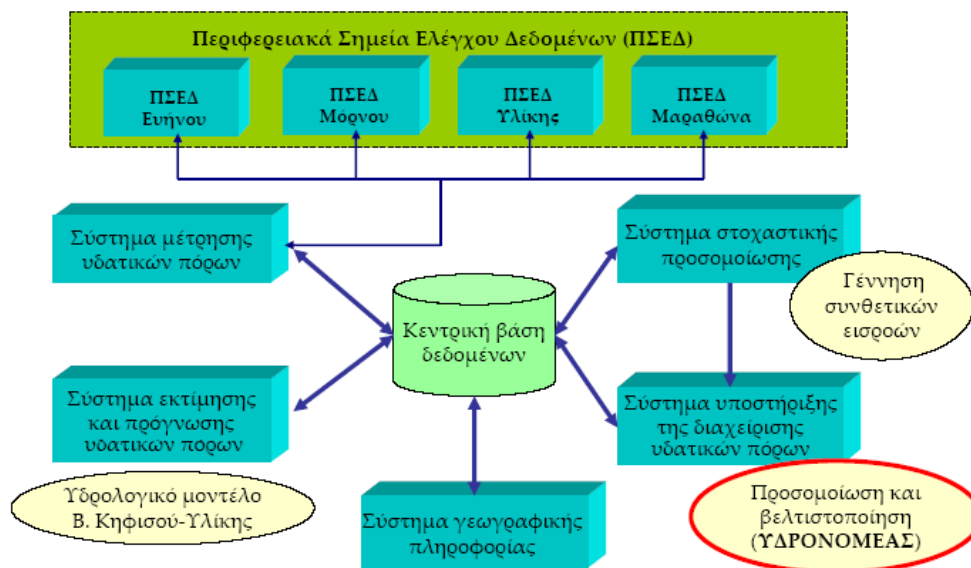 Περιφερειακά Σημεία Ελέγχου Δεδομένων (ΠΣΕΔ)
ΠΣΕΔ
Ευήνου
ΠΣΕΔ
Μόρνου
ΠΣΕΔ
Υλίκης
ΠΣΕΔ
Μαραθώνα
Σύστημα μέτρησης
υδατικών πόρων
Σύστημα στοχαστικής
προσομοίωσης
Γέννηση
συνθετικών
εισροών
Κεντρική βάση
δεδομένων
Σύστημα εκτίμησης
και πρόγνωσης
υδατικών πόρων
Σύστημα υποστήριξης
της διαχείρισης
υδατικών πόρων
Υδρολογικό μοντέλο
Β. Κηφισού-Υλίκης
Σύστημα γεωγραφικής
πληροφορίας
Προσομοίωση και
βελτιστοποίηση
(ΥΔΡΟΝΟΜΕΑΣ)